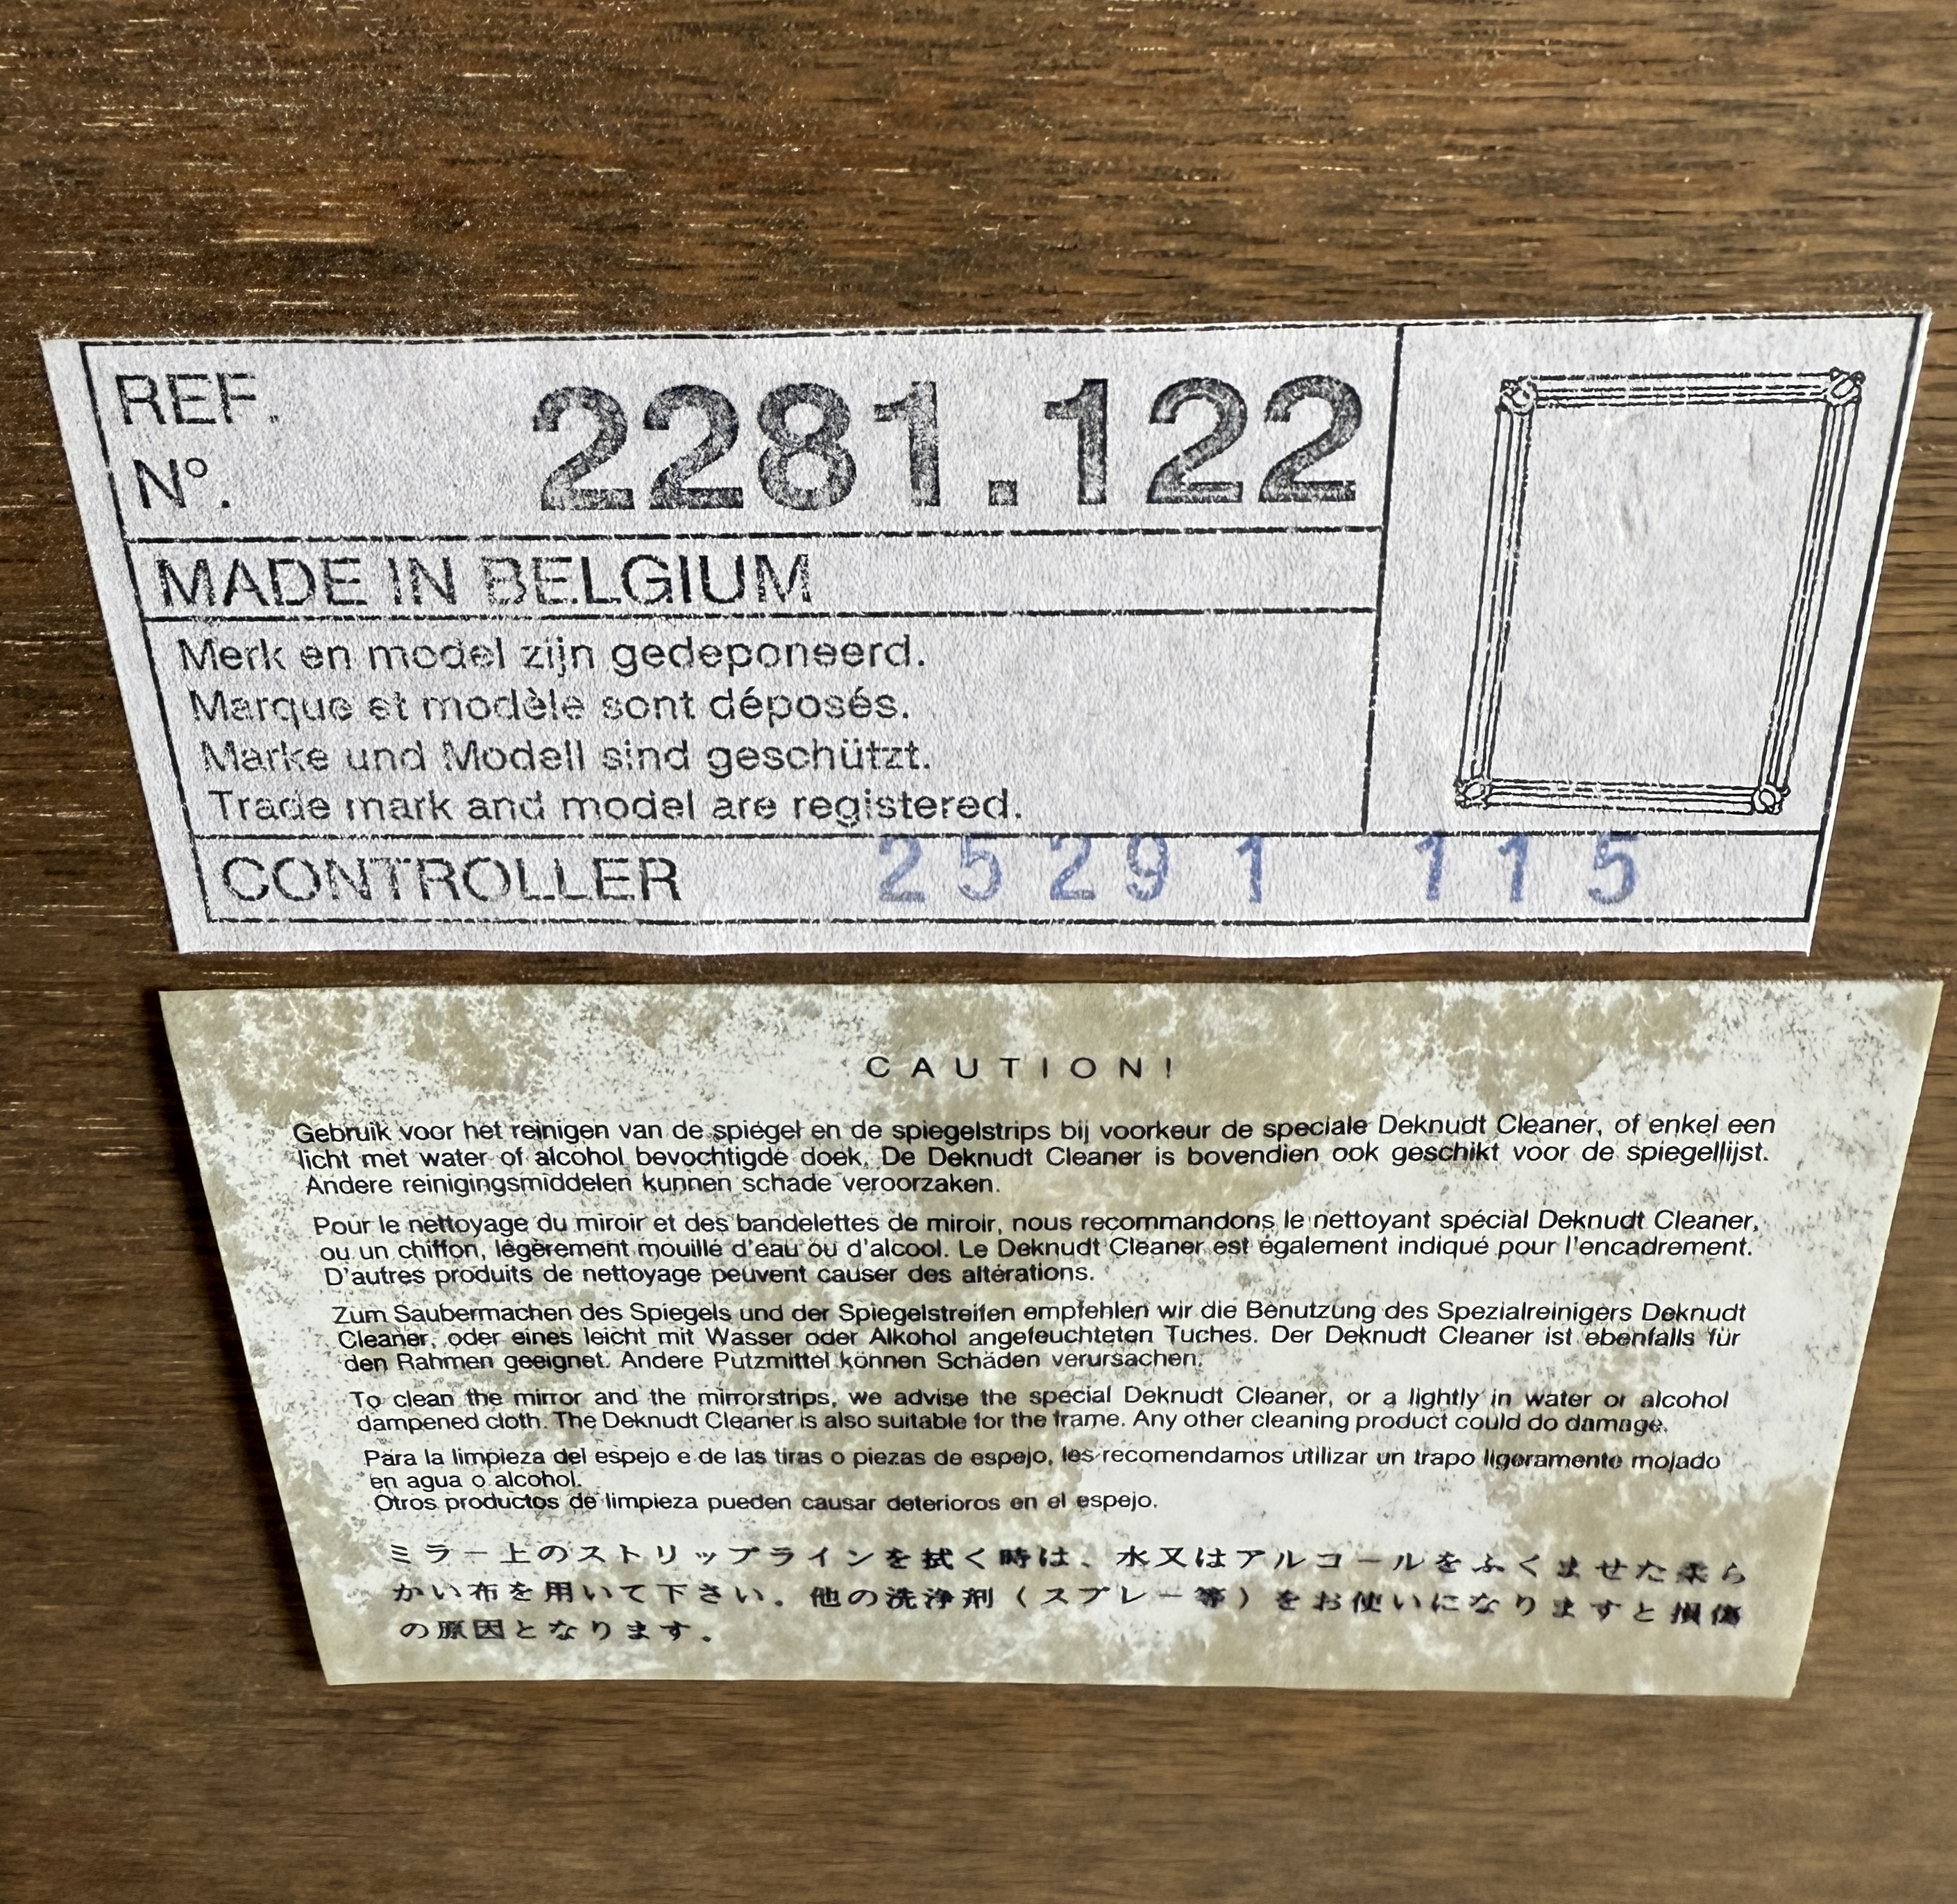 REF.
N°.
2281.122
MADE IN BELGIUM
Merk en model zijn gedeponeerd.
Marque et modèle sont déposés.
Marke und Modell sind geschützt.
Trade mark and model are registered.
CONTROLLER 25291 115
CAUTION!
Gebruik voor het reinigen van de spiegel en de spiegelstrips bij voorkeur de speciale Deknudt Cleaner, of enkel een
licht met water of alcohol bevochtigde doek. De Deknudt Cleaner is bovendien ook geschikt voor de spiegellijst.
Andere reinigingsmiddelen kunnen schade veroorzaken.
Pour le nettoyage du miroir et des bandelettes de miroir, nous recommandons le nettoyant spécial Deknudt Cleaner,
ou un chiffon, légèrement mouillé d'eau ou d'alcool. Le Deknudt Cleaner est également indiqué pour l'encadrement.
D'autres produits de nettoyage peuvent causer des altérations.
Zum Saubermachen des Spiegels und der Spiegelstreifen empfehlen wir die Benutzung des Spezialreinigers Deknudt
Cleaner, oder eines leicht mit Wasser oder Alkohol angefeuchteten Tuches. Der Deknudt Cleaner ist ebenfalls für
den Rahmen geeignet. Andere Putzmittel können Schäden verursachen.
To clean the mirror and the mirrorstrips, we advise the special Deknudt Cleaner, or a lightly in water or alcohol
dampened cloth. The Deknudt Cleaner is also suitable for the frame. Any other cleaning product could do damage.
Para la limpieza del espejo e de las tiras o piezas de espejo, les recomendamos utilizar un trapo ligeramente mojado
en agua o alcohol.
Otros productos de limpieza pueden causar deterioros en el espejo.
ミラー上のストリップラインを拭く時は、水又はアルコールをふくませた柔ら
かい布を用いて下さい。他の洗浄剤（スプレー等）をお使いになりますと損傷
の原因となります。